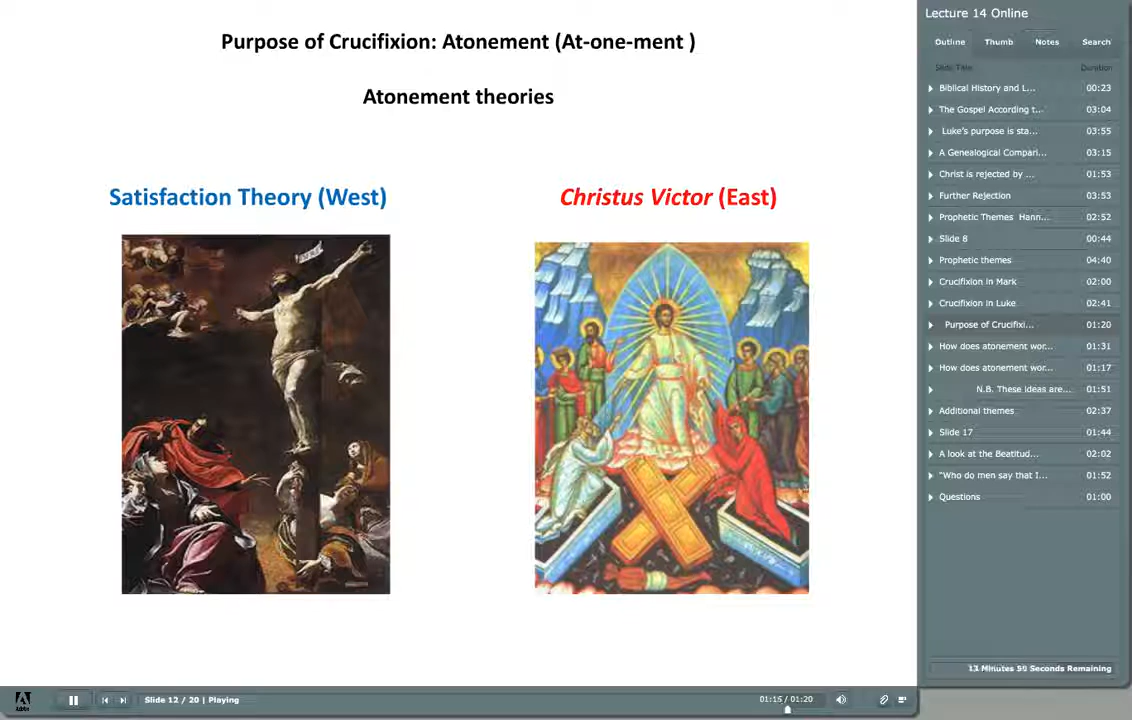 Purpose of Crucifixion: Atonement (At-one-ment )
Atonement theories
Satisfaction Theory (West)
Christus Victor (East)
Lecture 14 Online
Outline Thumb Notes Search
Slide Title Duration
Biblical History and L... 00:23
The Gospel According t... 03:04
Luke's purpose is sta... 03:55
A Genealogical Compari... 03:15
Christ is rejected by ... 01:53
Further Rejection 03:53
Prophetic Themes Hann... 02:52
Slide 8 00:44
Prophetic themes 04:40
Crucifixion in Mark 02:00
Crucifixion in Luke 02:41
Purpose of Crucifixi... 01:20
How does atonement wor... 01:31
How does atonement wor... 01:17
N.B. These ideas are... 01:51
Additional themes 02:37
Slide 17 01:44
A look at the Beatitud... 02:02
"Who do men say that I... 01:52
Questions 01:00
Minutes Seconds Remaining
Adobe
Slide 12 / 20 | Playing
01:15 / 01:20